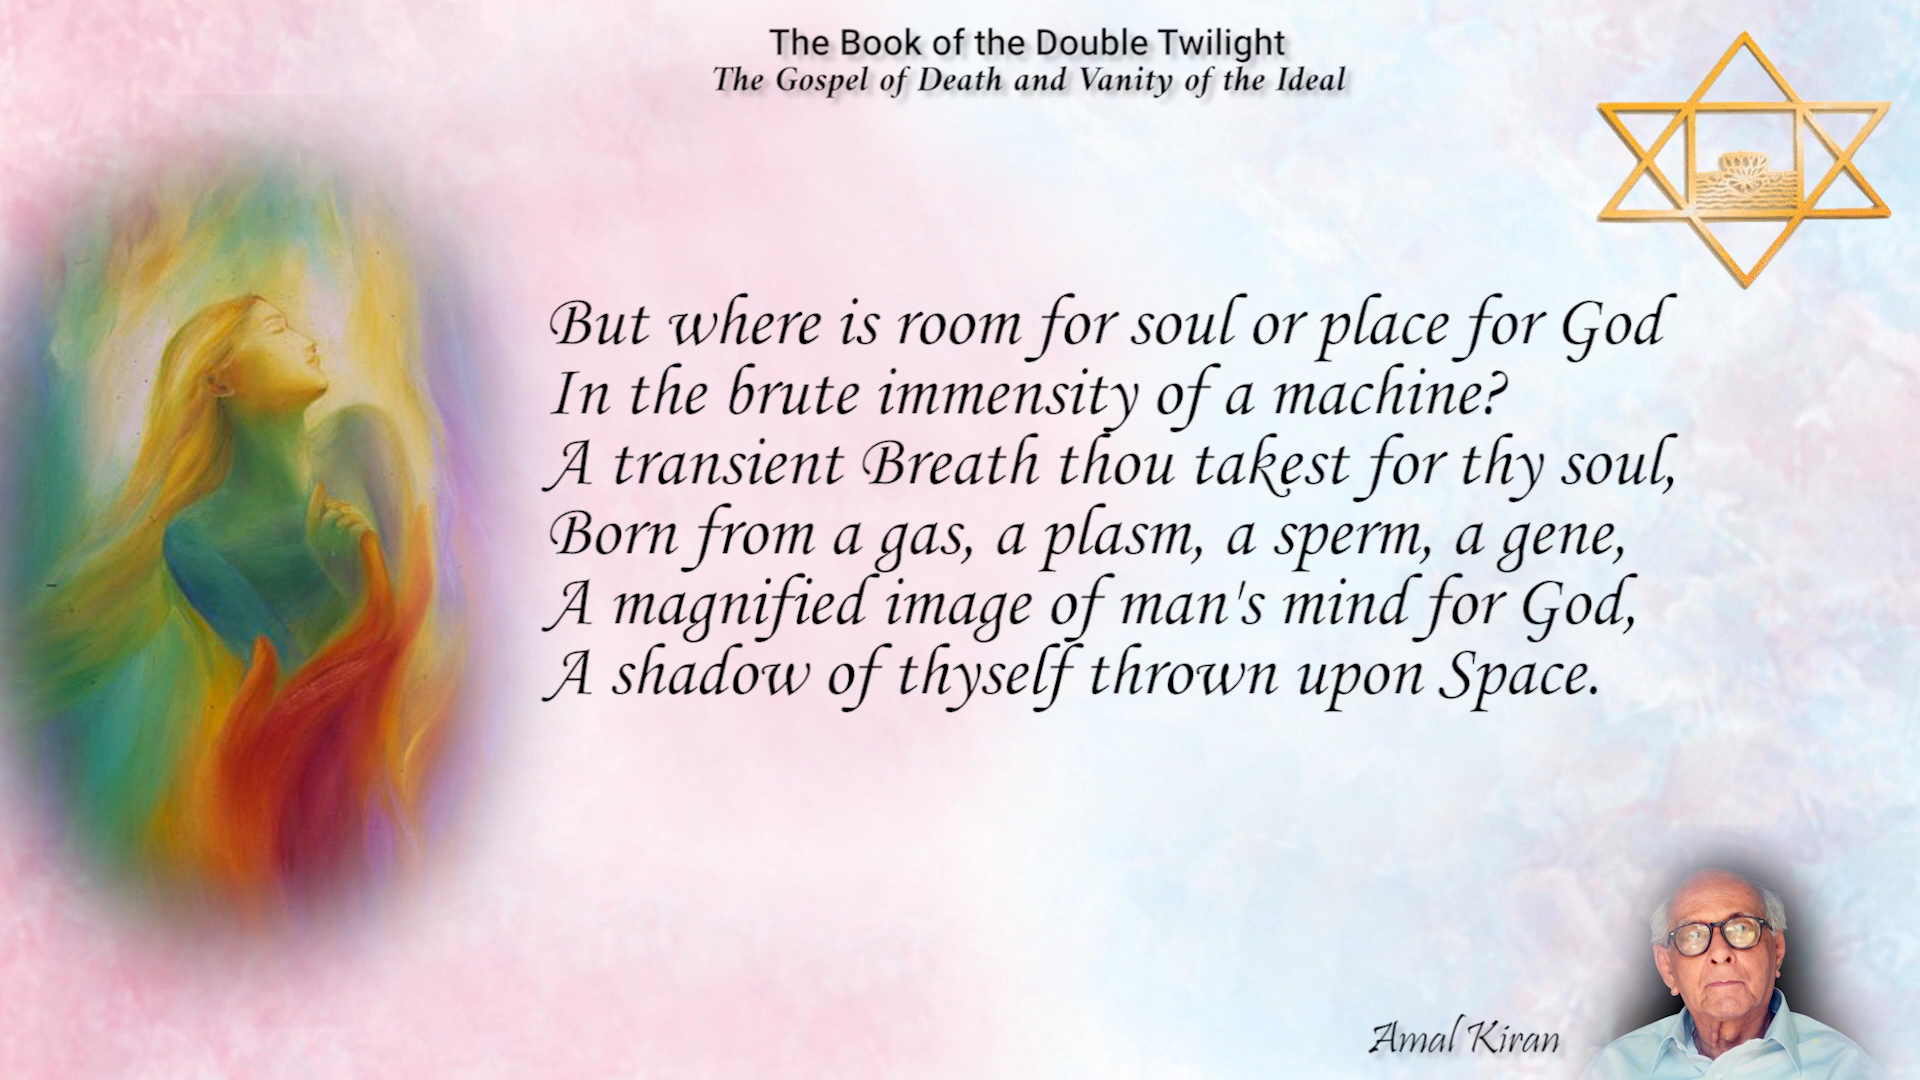 The Book of the Double Twilight
The Gospel of Death and Vanity of the Ideal
But where is room for soul or place for God
In the brute immensity of a machine?
A transient Breath thou takest for thy soul,
Born from a gas, a plasm, a sperm, a gene,
A magnified image of man's mind for God,
A shadow of thyself thrown upon Space.
Amal Kiran